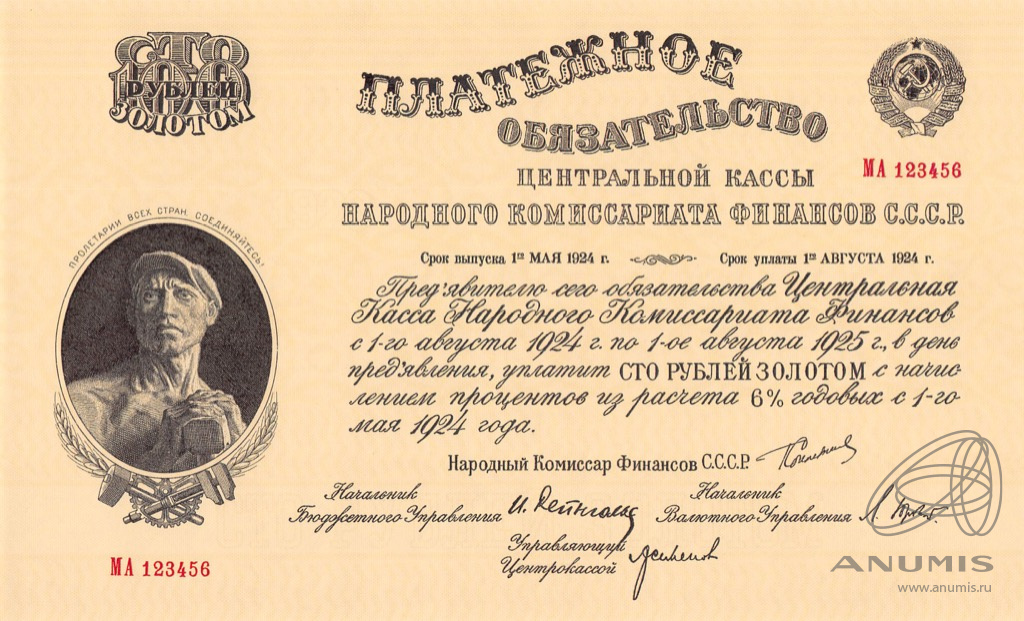 СТО
100
РУБЛЕЙ
ЗОЛОТОМ
ПЛАТЕЖНОЕ
ОБЯЗАТЕЛЬСТВО
ЦЕНТРАЛЬНОЙ КАССЫ
МА 123456
НАРОДНОГО КОМИССАРИАТА ФИНАНСОВ С.С.С.Р.
ПРОЛЕТАРИИ ВСЕХ СТРАН, СОЕДИНЯЙТЕСЬ!
Срок выпуска 1го МАЯ 1924 г. Срок уплаты 1го АВГУСТА 1924 г.
Пред'явителю сего обязательства Центральная
Касса Народного Комиссариата Финансов
с 1-го августа 1924 г. по 1-ое августа 1925 г., в день
пред'явления, уплатит СТО РУБЛЕЙ ЗОЛОТОМ с начис-
лением процентов из расчета 6% годовых с 1-го
мая 1924 года.
Народный Комиссар Финансов С.С.С.Р.
Начальник
Бюджетного Управления
Начальник
Валютного Управления
Управляющий
Центрокассой
МА 123456
ANUMIS
www.anumis.ru